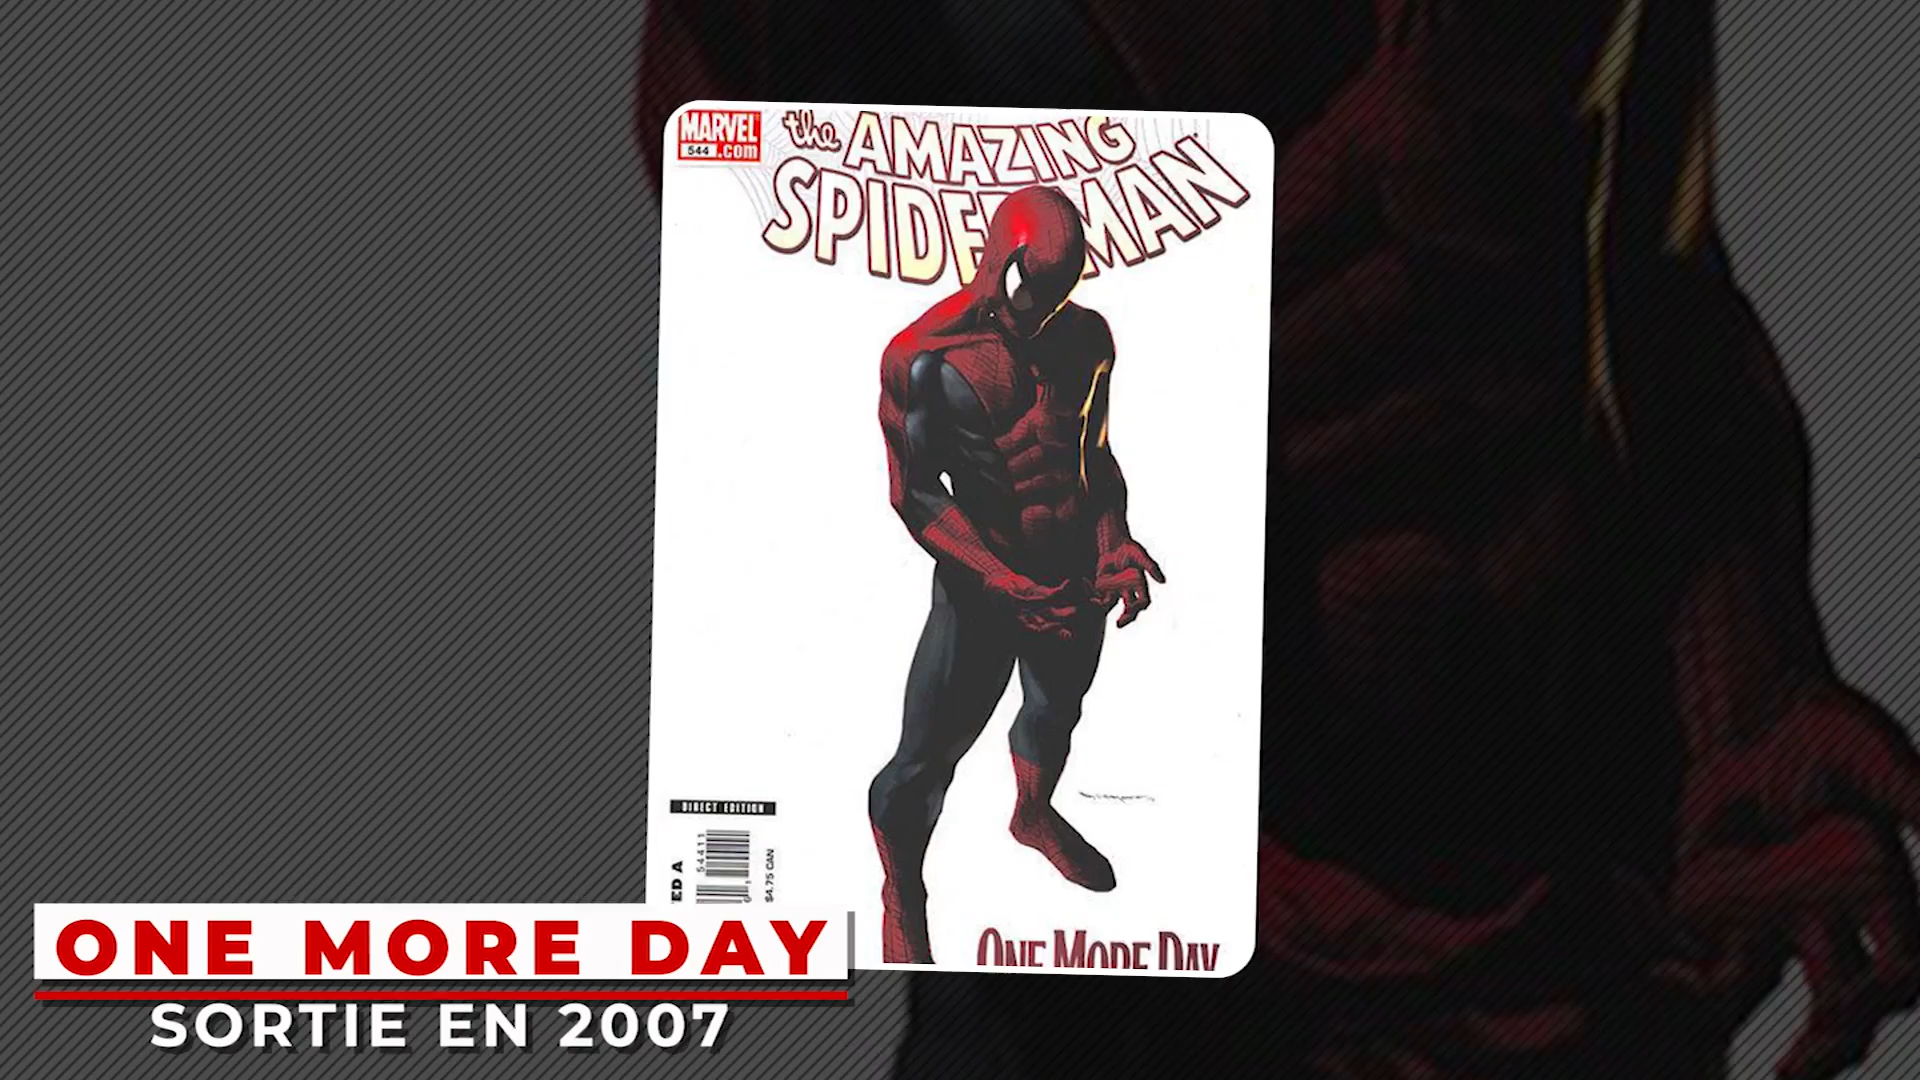 MARVEL
544 .com
the AMAZING
SPIDER-MAN
DIRECT EDITION
54411
$4.75 CAN
ONE MORE DAY
ONE MORE DAY
SORTIE EN 2007